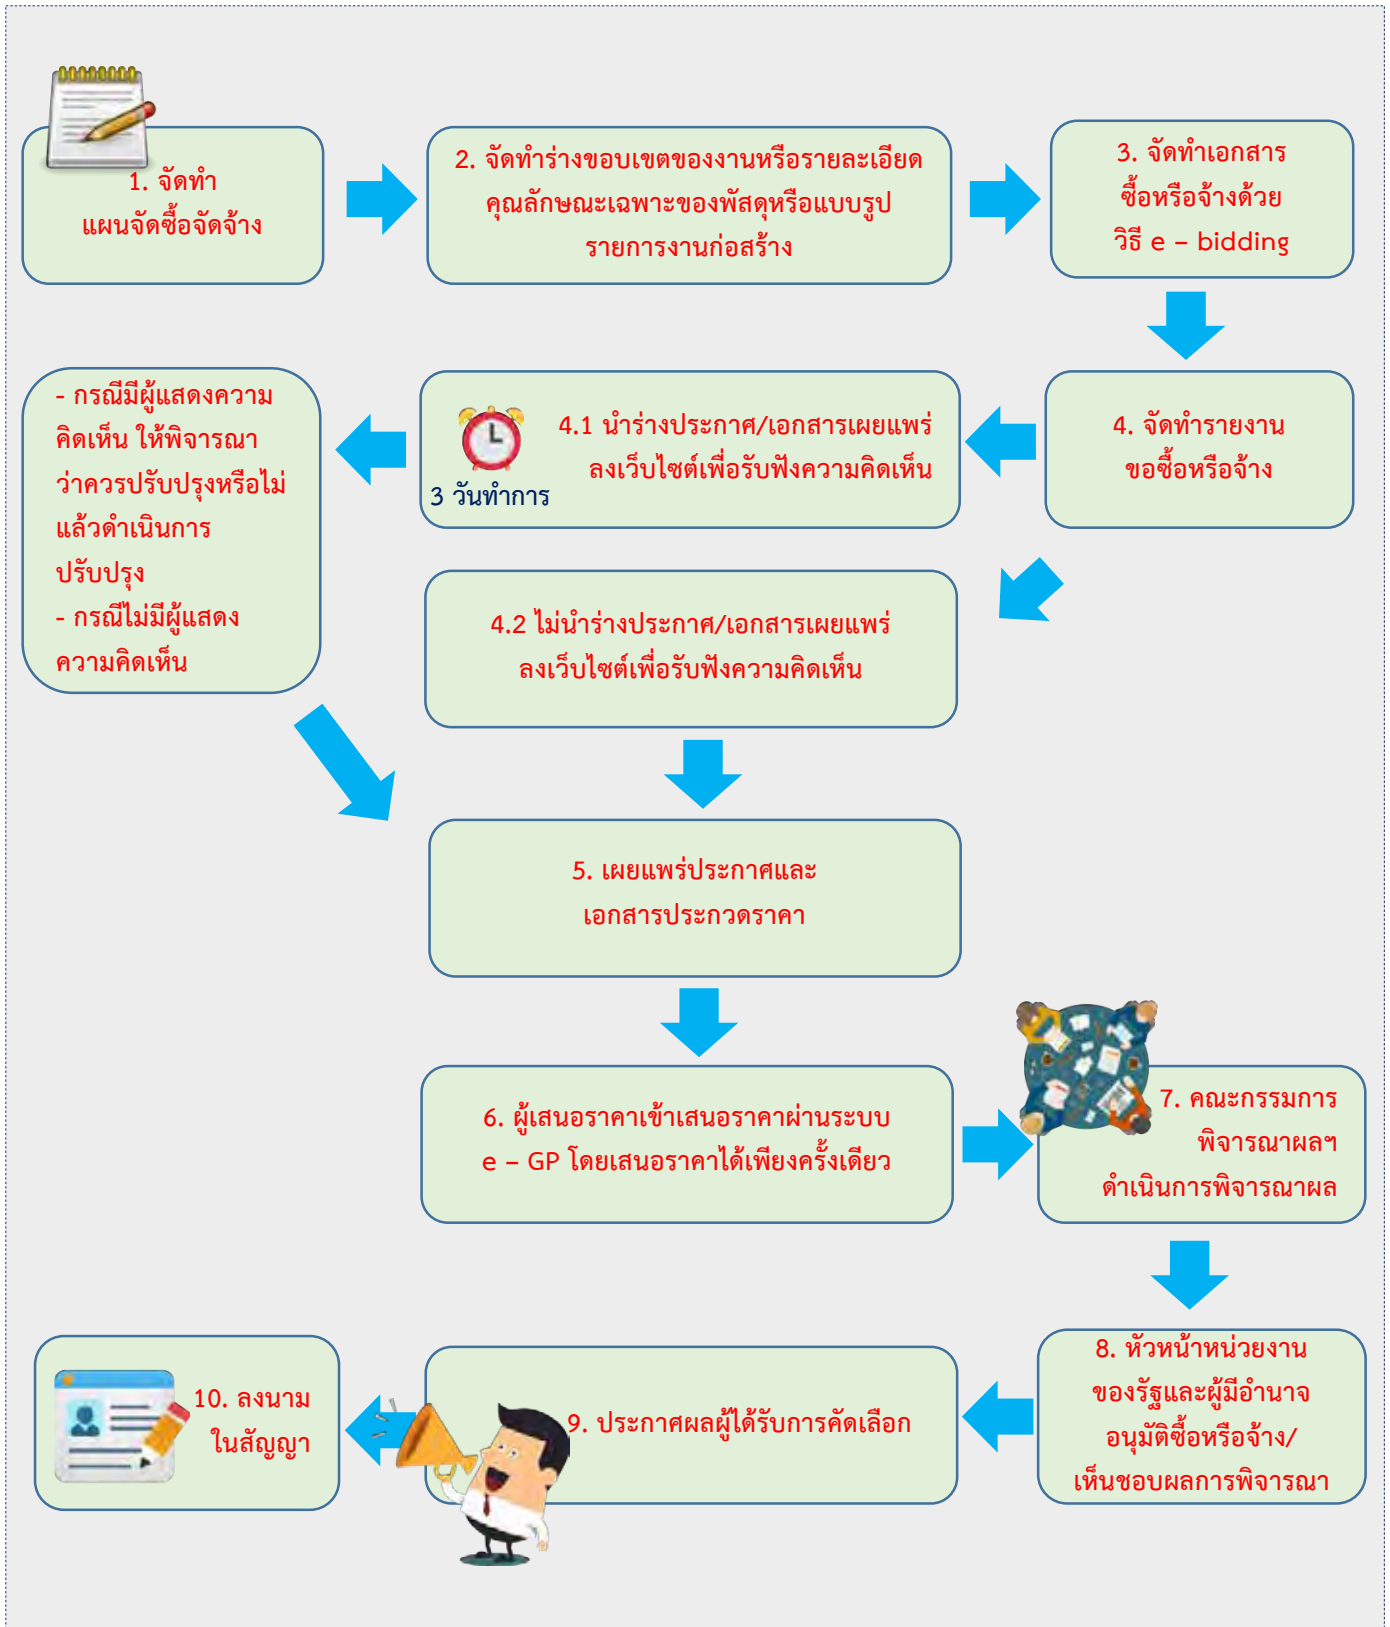 1. จัดทำ
แผนจัดซื้อจัดจ้าง
2. จัดทำร่างขอบเขตของงานหรือรายละเอียด
คุณลักษณะเฉพาะของพัสดุหรือแบบรูป
รายการงานก่อสร้าง
3. จัดทำเอกสาร
ซื้อหรือจ้างด้วย
วิธี e – bidding
4. จัดทำรายงาน
ขอซื้อหรือจ้าง
4.1 นำร่างประกาศ/เอกสารเผยแพร่
ลงเว็บไซต์เพื่อรับฟังความคิดเห็น
3 วันทำการ
- กรณีมีผู้แสดงความ
คิดเห็น ให้พิจารณา
ว่าควรปรับปรุงหรือไม่
แล้วดำเนินการ
ปรับปรุง
- กรณีไม่มีผู้แสดง
ความคิดเห็น
4.2 ไม่นำร่างประกาศ/เอกสารเผยแพร่
ลงเว็บไซต์เพื่อรับฟังความคิดเห็น
5. เผยแพร่ประกาศและ
เอกสารประกวดราคา
6. ผู้เสนอราคาเข้าเสนอราคาผ่านระบบ
e – GP โดยเสนอราคาได้เพียงครั้งเดียว
7. คณะกรรมการ
พิจารณาผลฯ
ดำเนินการพิจารณาผล
8. หัวหน้าหน่วยงาน
ของรัฐและผู้มีอำนาจ
อนุมัติซื้อหรือจ้าง/
เห็นชอบผลการพิจารณา
9. ประกาศผลผู้ได้รับการคัดเลือก
10. ลงนาม
ในสัญญา